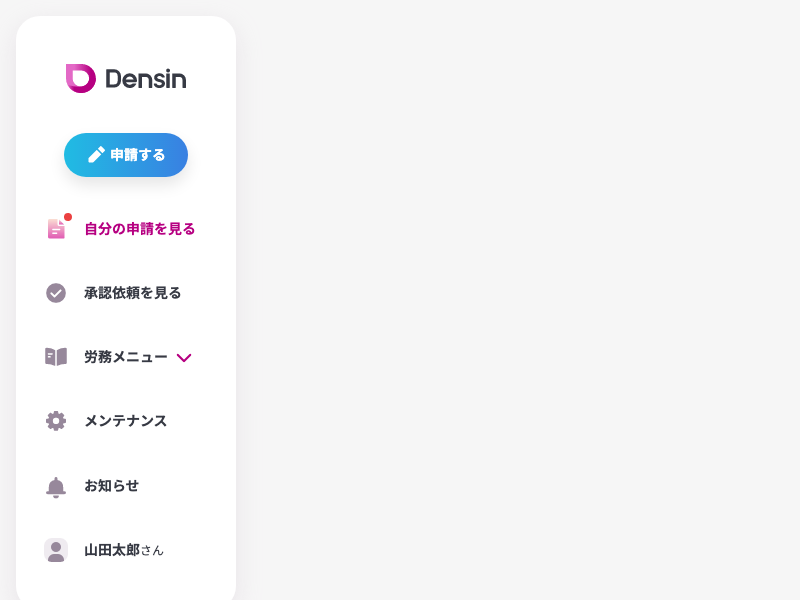 Densin
申請する
自分の申請を見る
承認依頼を見る
労務メニュー
メンテナンス
お知らせ
山田太郎さん